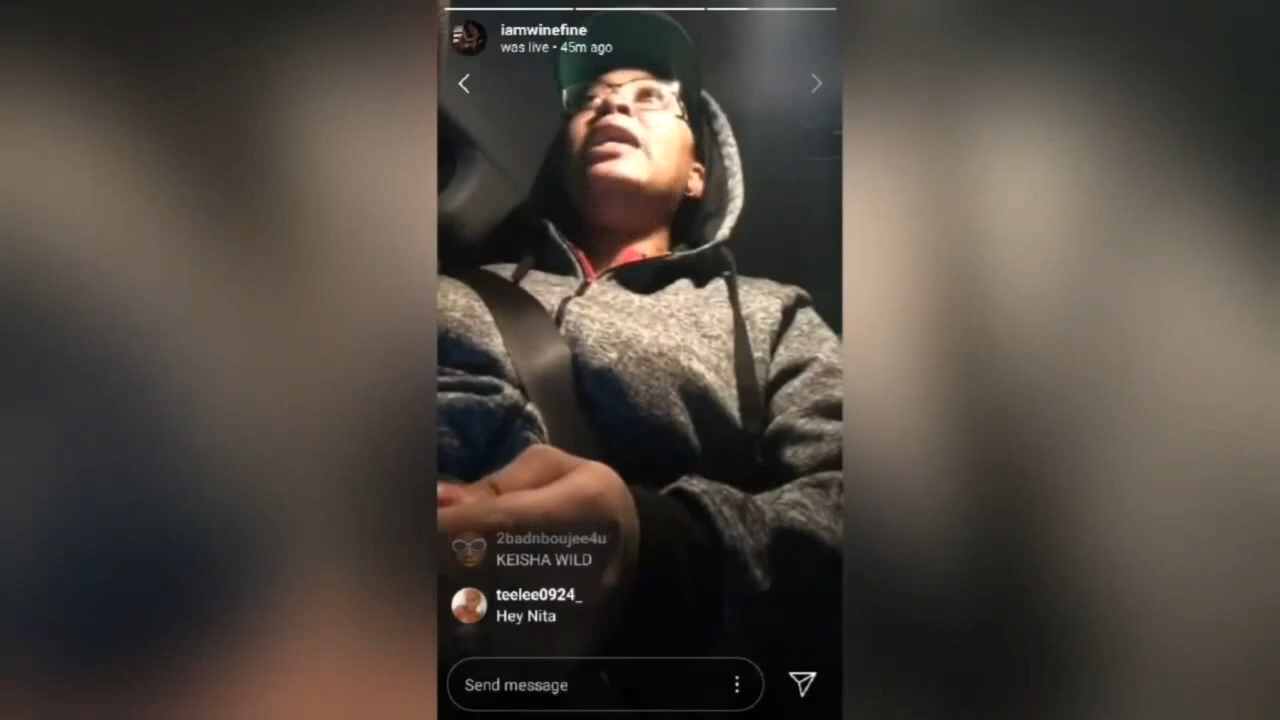 iamwinefine
was live • 45m ago
2badnboujee4u
KEISHA WILD
teelee0924_
Hey Nita
Send message